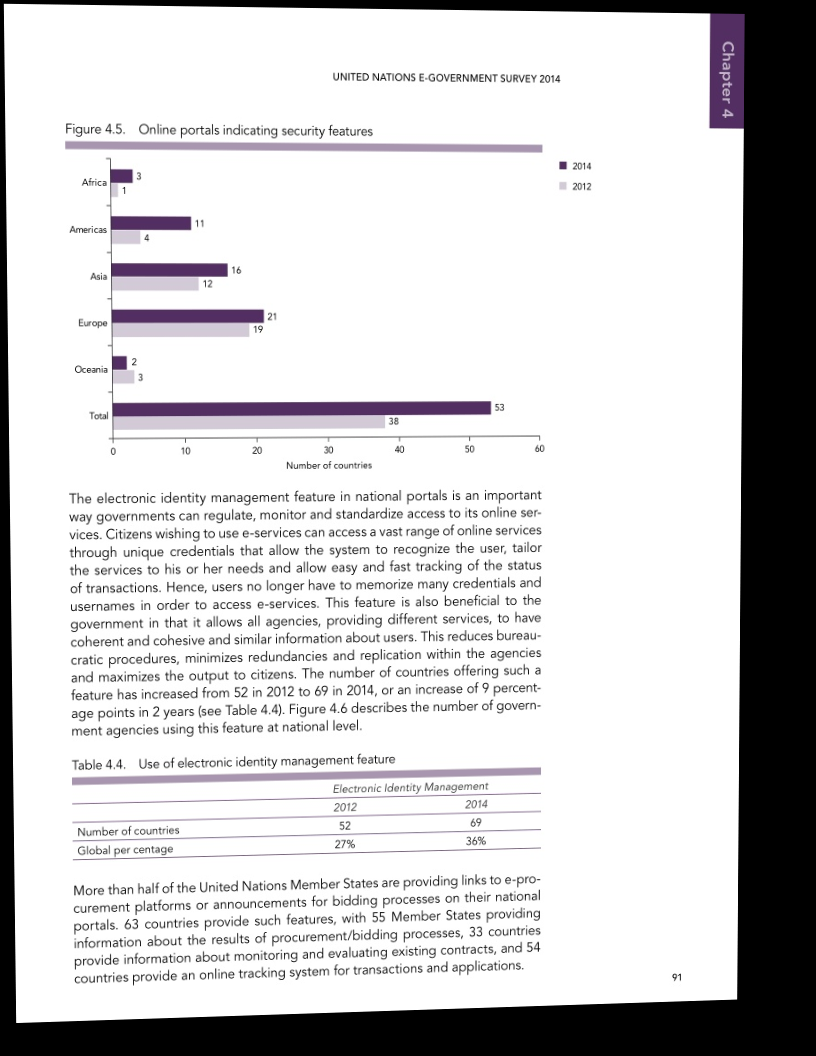 Chapter 4
UNITED NATIONS E-GOVERNMENT SURVEY 2014
Figure 4.5. Online portals indicating security features
2014
2012
Africa
3
1
Americas
11
4
Asia
16
12
Europe
21
19
Oceania
2
3
Total
53
38
0 10 20 30 40 50 60
Number of countries
The electronic identity management feature in national portals is an important
way governments can regulate, monitor and standardize access to its online ser-
vices. Citizens wishing to use e-services can access a vast range of online services
through unique credentials that allow the system to recognize the user, tailor
the services to his or her needs and allow easy and fast tracking of the status
of transactions. Hence, users no longer have to memorize many credentials and
usernames in order to access e-services. This feature is also beneficial to the
government in that it allows all agencies, providing different services, to have
coherent and cohesive and similar information about users. This reduces bureau-
cratic procedures, minimizes redundancies and replication within the agencies
and maximizes the output to citizens. The number of countries offering such a
feature has increased from 52 in 2012 to 69 in 2014, or an increase of 9 percent-
age points in 2 years (see Table 4.4). Figure 4.6 describes the number of govern-
ment agencies using this feature at national level.
Table 4.4. Use of electronic identity management feature
Electronic Identity Management
2012 2014
Number of countries 52 69
Global per centage 27% 36%
More than half of the United Nations Member States are providing links to e-pro-
curement platforms or announcements for bidding processes on their national
portals. 63 countries provide such features, with 55 Member States providing
information about the results of procurement/bidding processes, 33 countries
provide information about monitoring and evaluating existing contracts, and 54
countries provide an online tracking system for transactions and applications.
91